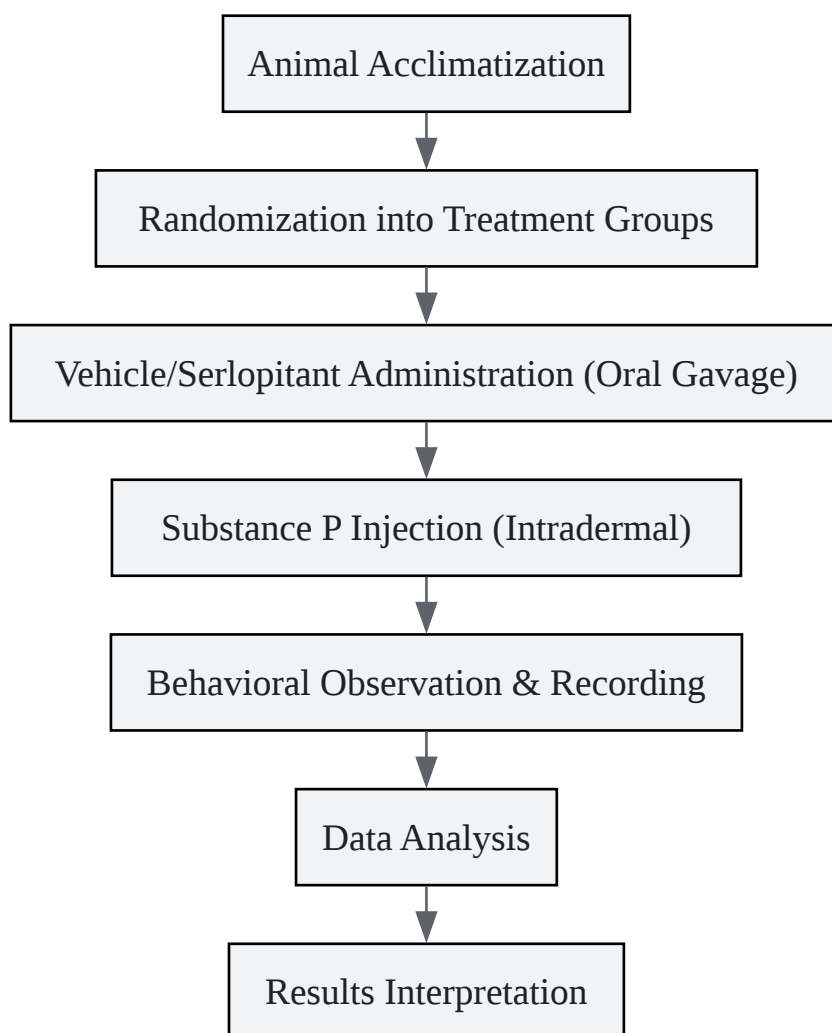 Animal Acclimatization
Randomization into Treatment Groups
Vehicle/Serlopitant Administration (Oral Gavage)
Substance P Injection (Intradermal)
Behavioral Observation & Recording
Data Analysis
Results Interpretation